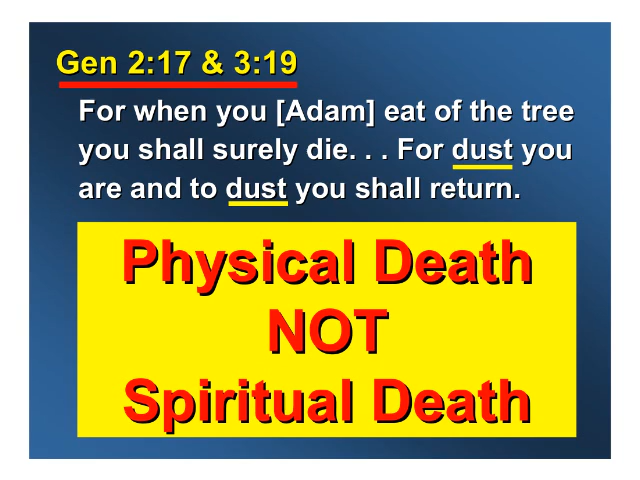 Gen 2:17 & 3:19
For when you [Adam] eat of the tree
you shall surely die. . . For dust you
are and to dust you shall return.
Physical Death
NOT
Spiritual Death